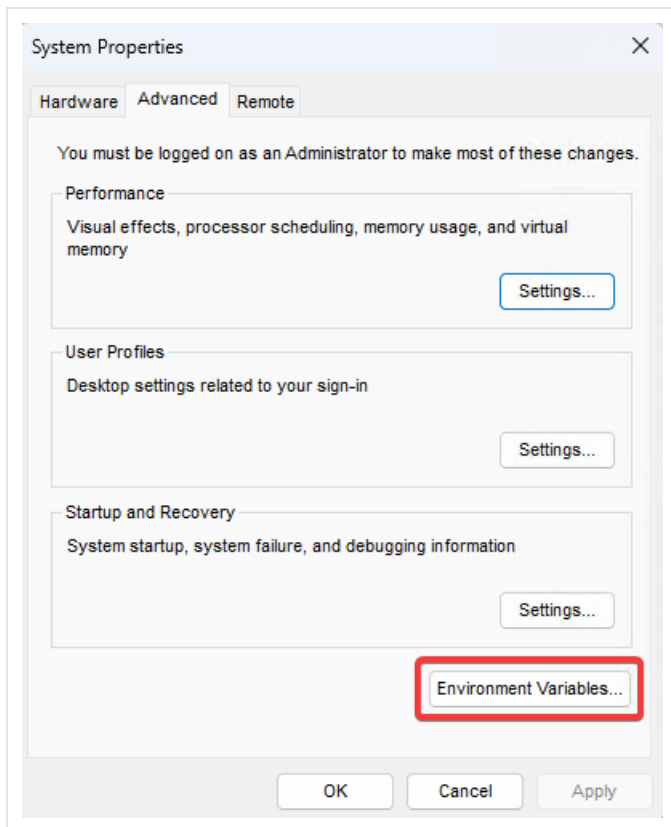 System Properties
Hardware Advanced Remote
You must be logged on as an Administrator to make most of these changes.
Performance
Visual effects, processor scheduling, memory usage, and virtual
memory
Settings...
User Profiles
Desktop settings related to your sign-in
Settings...
Startup and Recovery
System startup, system failure, and debugging information
Settings...
Environment Variables...
OK Cancel Apply